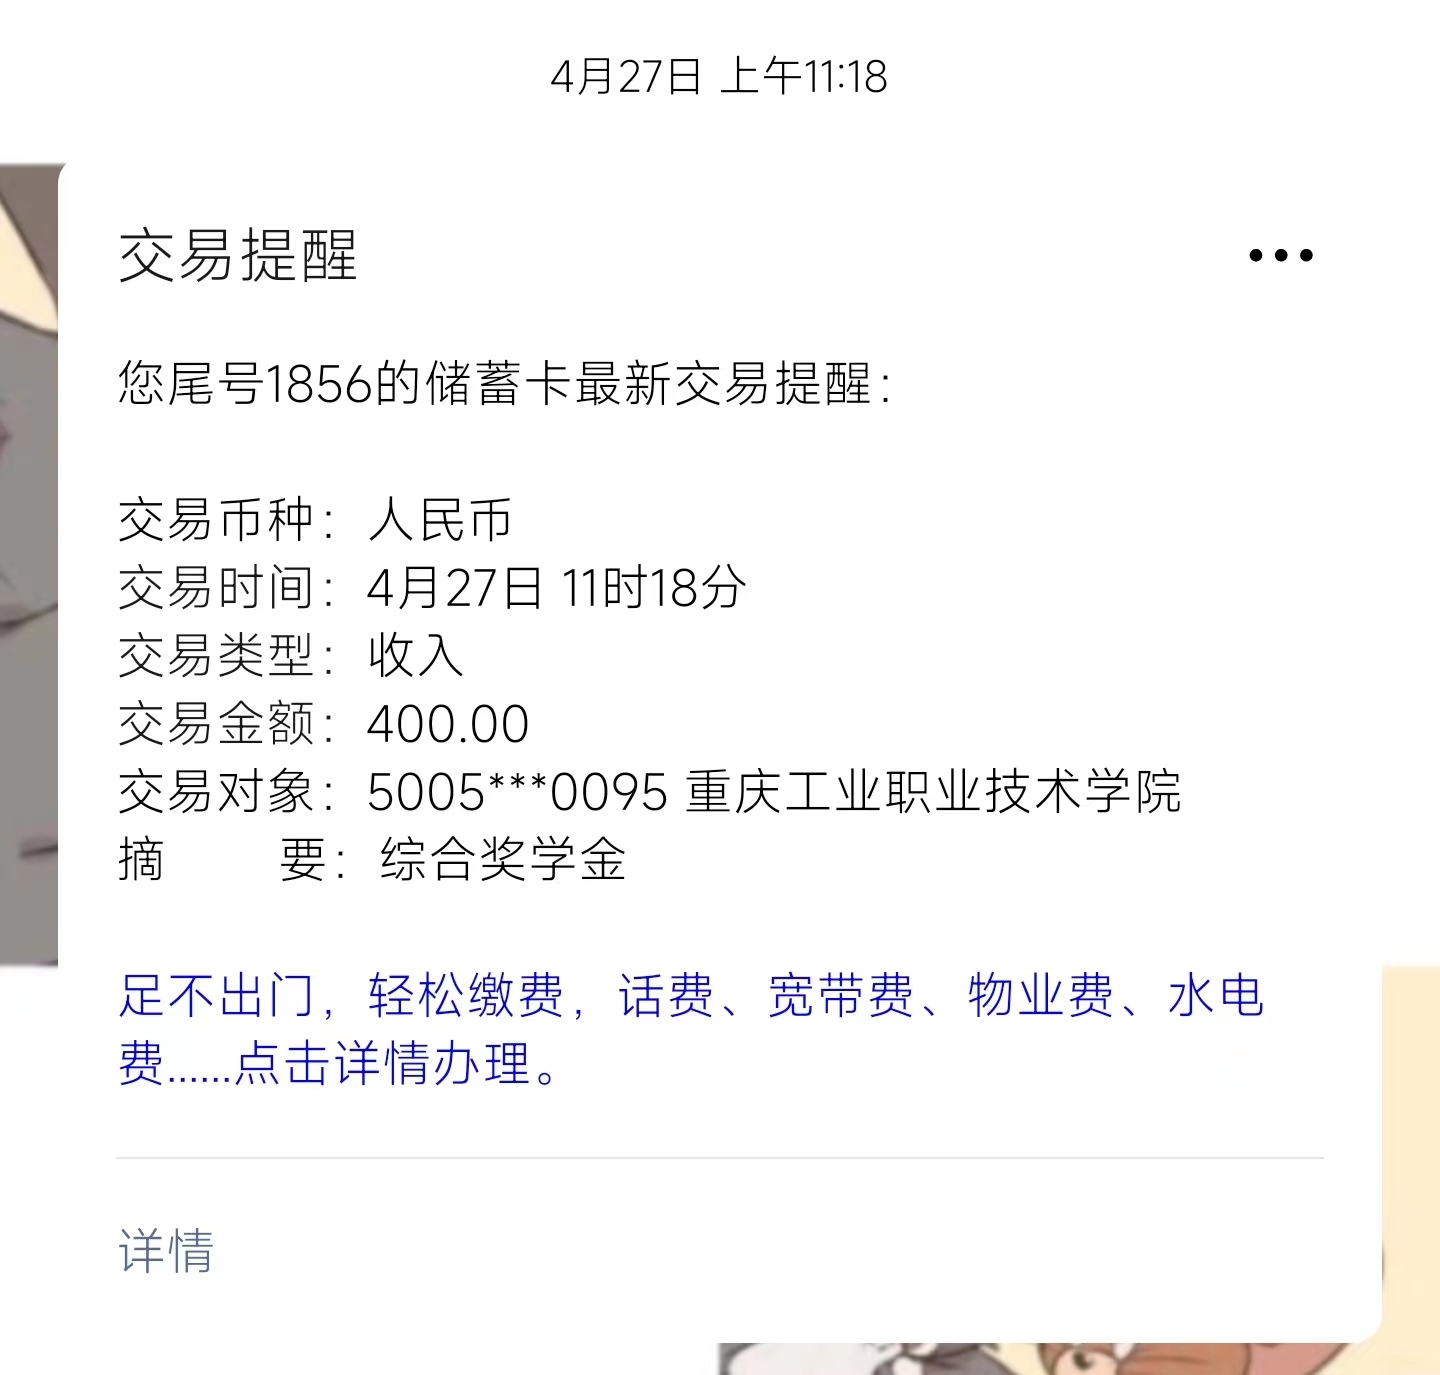 4月27日 上午11:18
交易提醒
您尾号1856的储蓄卡最新交易提醒：
交易币种：人民币
交易时间：4月27日 11时18分
交易类型：收入
交易金额：400.00
交易对象：5005***0095 重庆工业职业技术学院
摘　　要：综合奖学金
足不出门，轻松缴费，话费、宽带费、物业费、水电
费......点击详情办理。
详情